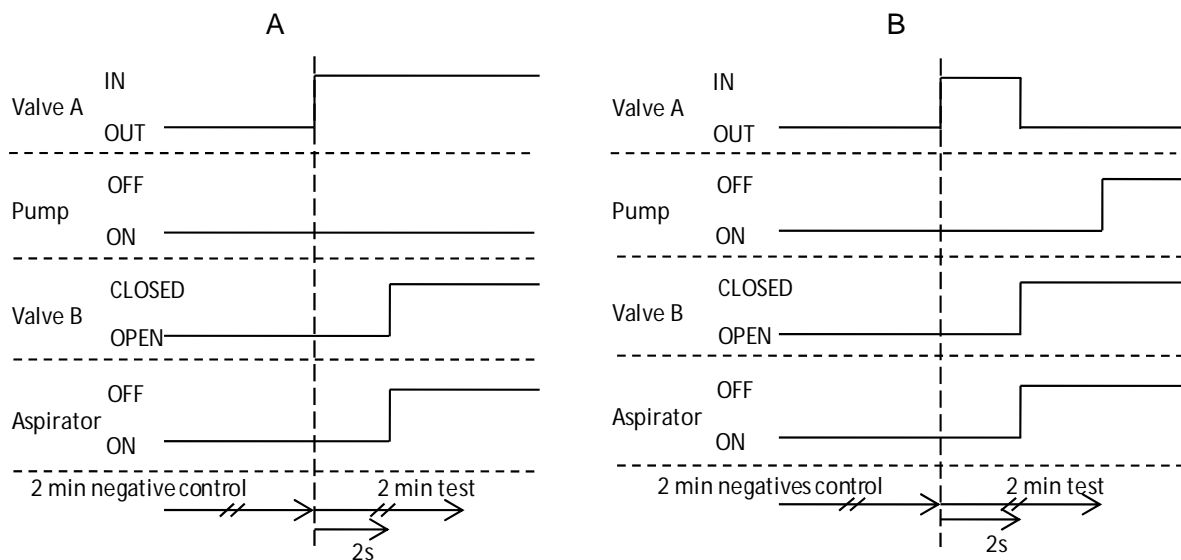 A
IN
Valve A
OUT
OFF
Pump
ON
CLOSED
Valve B
OPEN
OFF
Aspirator
ON
2 min negative control
2 min test
2s
B
IN
Valve A
OUT
OFF
Pump
ON
CLOSED
Valve B
OPEN
OFF
Aspirator
ON
2 min negatives control
2 min test
2s